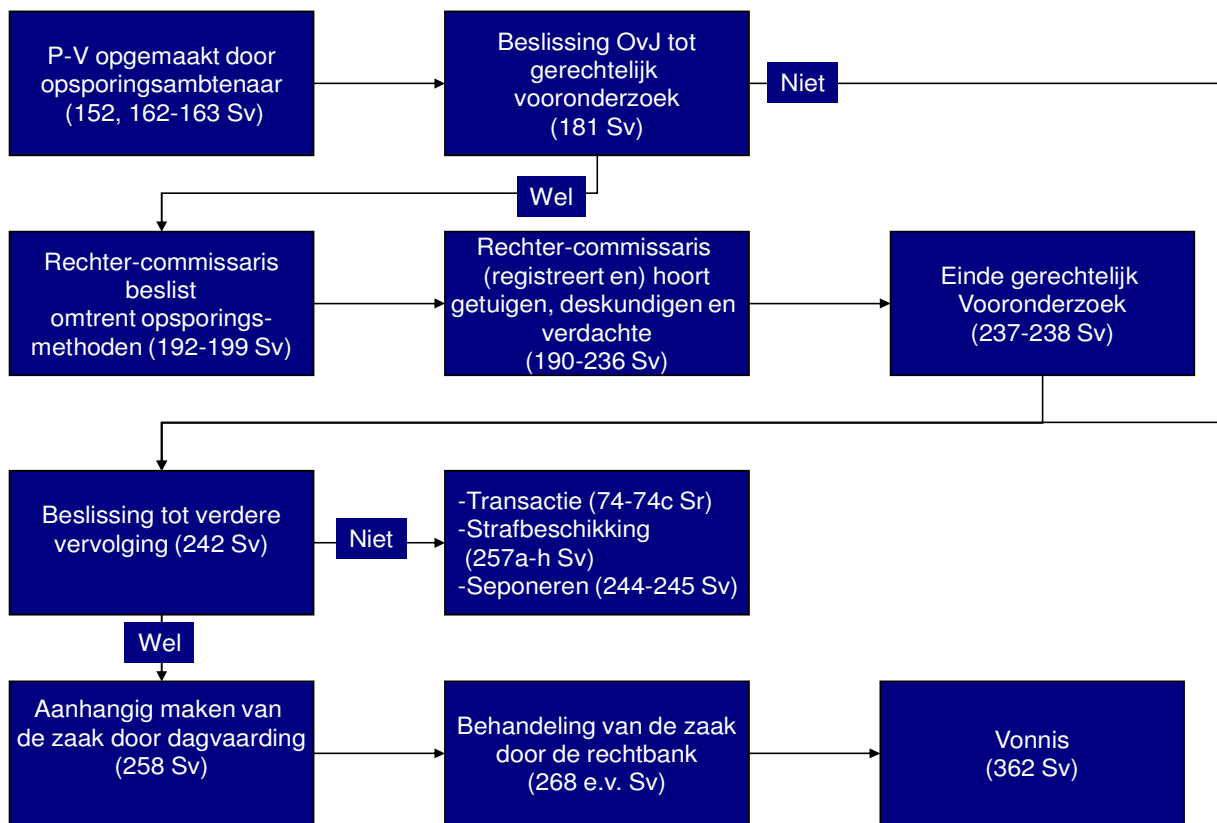 P-V opgemaakt door
opsporingsambtenaar
(152, 162-163 Sv)
Beslissing OvJ tot
gerechtelijk
vooronderzoek
(181 Sv)
Niet
Wel
Rechter-commissaris
beslist
omtrent opsporings-
methoden (192-199 Sv)
Rechter-commissaris
(registreert en) hoort
getuigen, deskundigen en
verdachte
(190-236 Sv)
Einde gerechtelijk
Vooronderzoek
(237-238 Sv)
Beslissing tot verdere
vervolging (242 Sv)
Niet
-Transactie (74-74c Sr)
-Strafbeschikking
(257a-h Sv)
-Seponeren (244-245 Sv)
Wel
Aanhangig maken van
de zaak door dagvaarding
(258 Sv)
Behandeling van de zaak
door de rechtbank
(268 e.v. Sv)
Vonnis
(362 Sv)